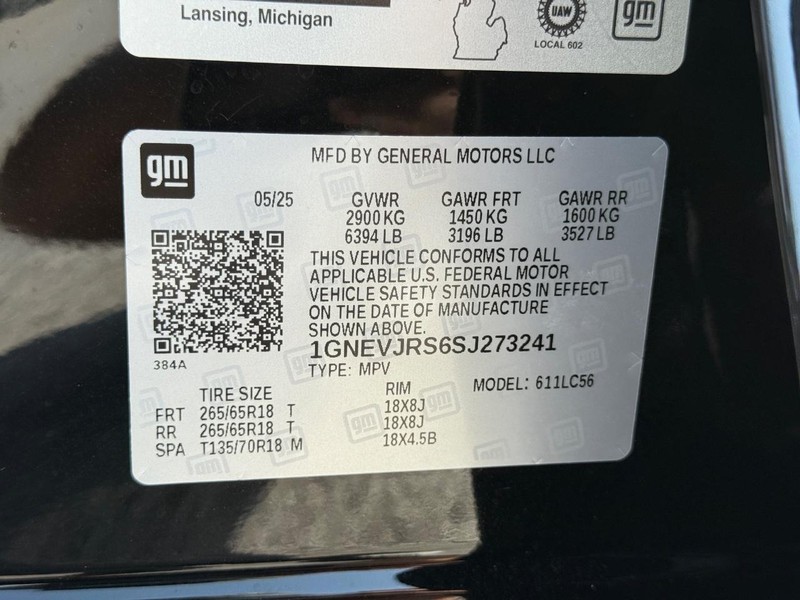 Lansing, Michigan
UAW
LOCAL 602
gm
gm
MFD BY GENERAL MOTORS LLC
05/25 GVWR GAWR FRT GAWR RR
2900 KG 1450 KG 1600 KG
6394 LB 3196 LB 3527 LB
THIS VEHICLE CONFORMS TO ALL
APPLICABLE U.S. FEDERAL MOTOR
VEHICLE SAFETY STANDARDS IN EFFECT
ON THE DATE OF MANUFACTURE
SHOWN ABOVE.
1GNEVJRS6SJ273241
384A
TYPE: MPV
MODEL: 611LC56
TIRE SIZE RIM
FRT 265/65R18 T 18X8J
RR 265/65R18 T 18X8J
SPA T135/70R18 M 18X4.5B